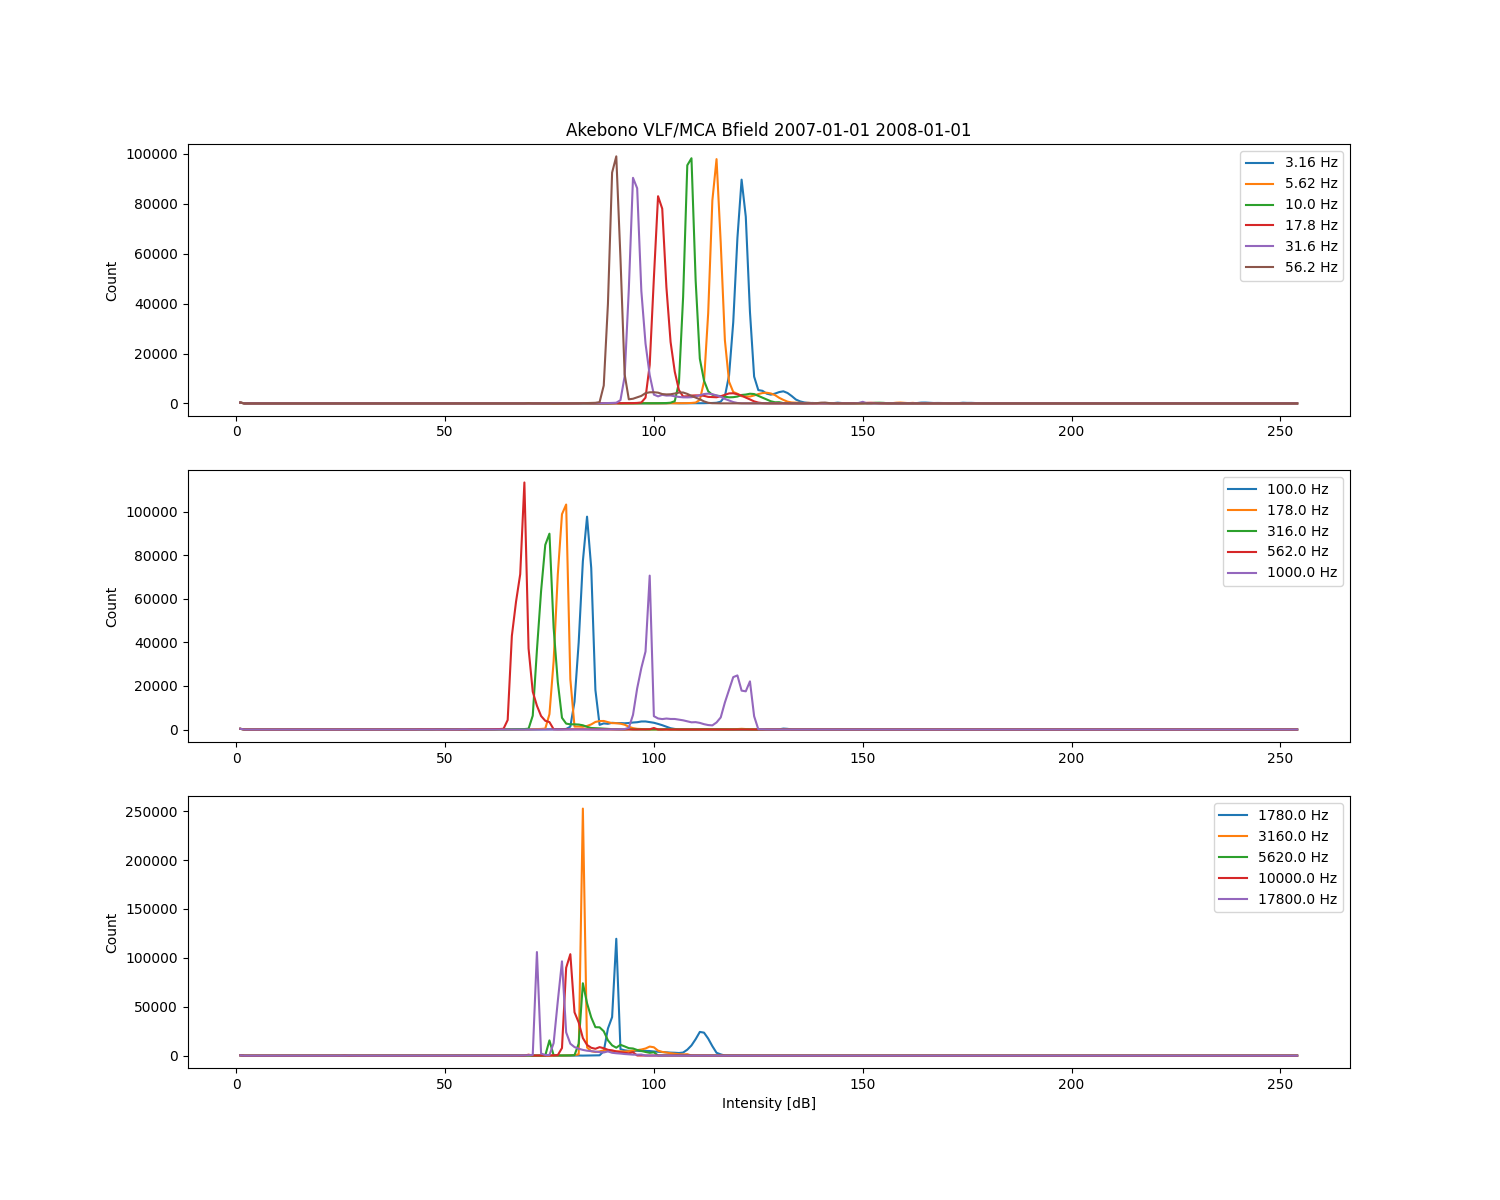 Akebono VLF/MCA Bfield 2007-01-01 2008-01-01
100000
80000
60000
40000
20000
0
Count
0 50 100 150 200 250
3.16 Hz
5.62 Hz
10.0 Hz
17.8 Hz
31.6 Hz
56.2 Hz
100000
80000
60000
40000
20000
0
Count
0 50 100 150 200 250
100.0 Hz
178.0 Hz
316.0 Hz
562.0 Hz
1000.0 Hz
250000
200000
150000
100000
50000
0
Count
0 50 100 150 200 250
Intensity [dB]
1780.0 Hz
3160.0 Hz
5620.0 Hz
10000.0 Hz
17800.0 Hz